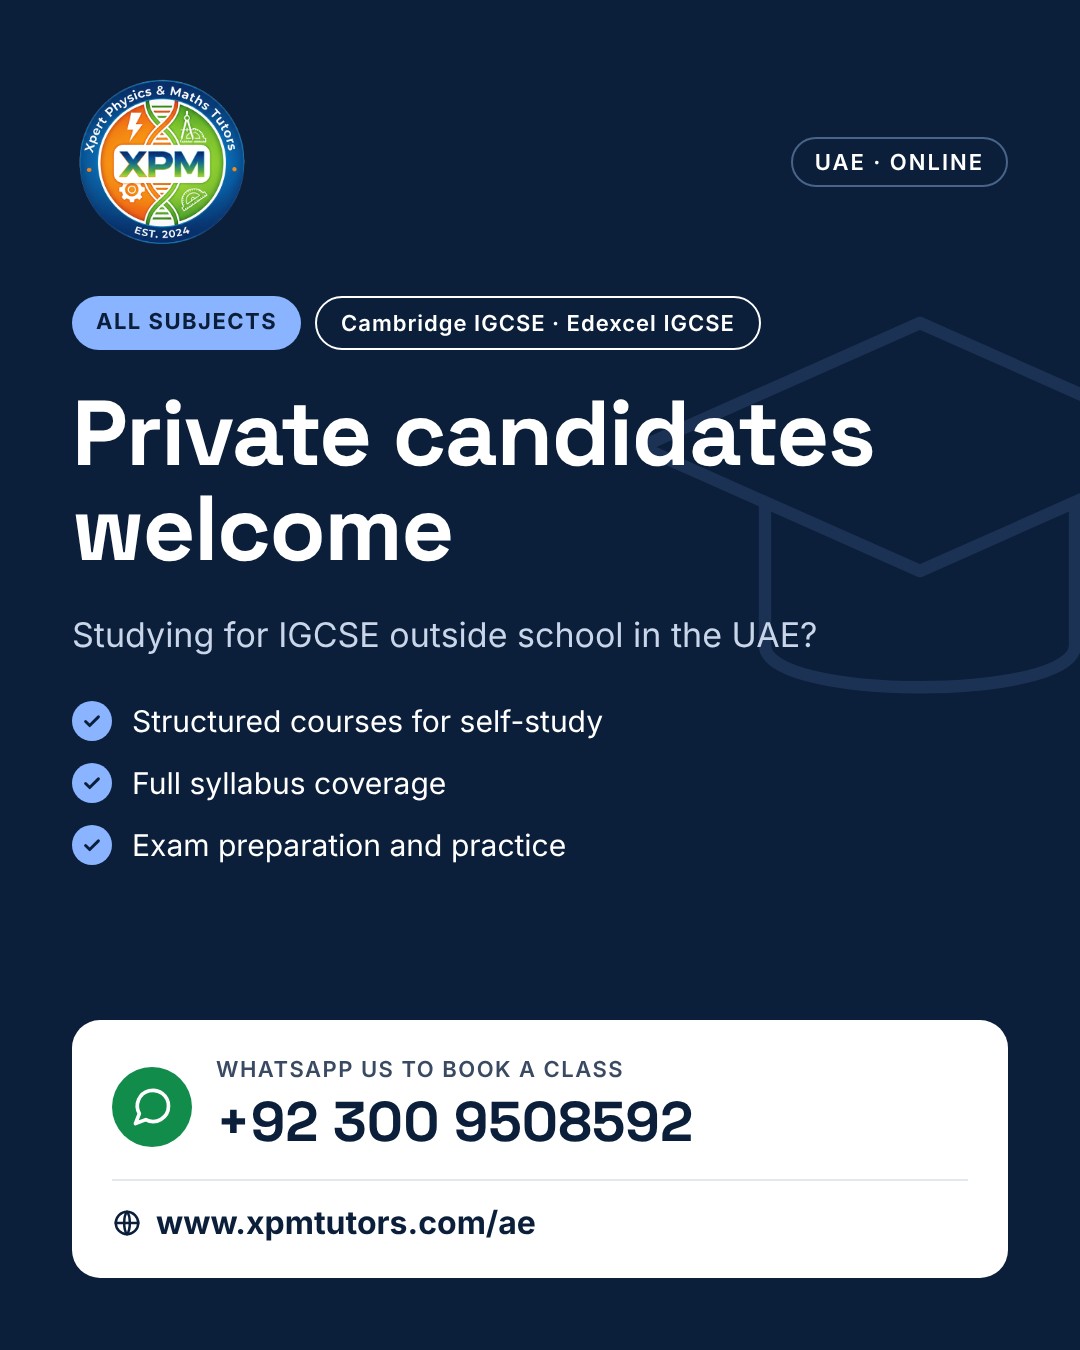 Xpert Physics & Maths Tutors
XPM
EST. 2024
UAE · ONLINE
ALL SUBJECTS
Cambridge IGCSE · Edexcel IGCSE
Private candidates
welcome
Studying for IGCSE outside school in the UAE?
Structured courses for self-study
Full syllabus coverage
Exam preparation and practice
WHATSAPP US TO BOOK A CLASS
+92 300 9508592
www.xpmtutors.com/ae